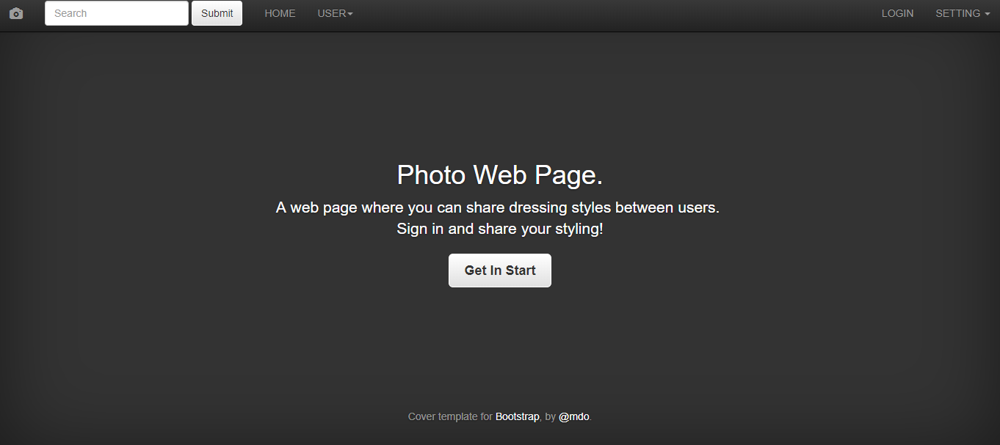 Search Submit HOME USER LOGIN SETTING
Photo Web Page.
A web page where you can share dressing styles between users.
Sign in and share your styling!
Get In Start
Cover template for Bootstrap, by @mdo.